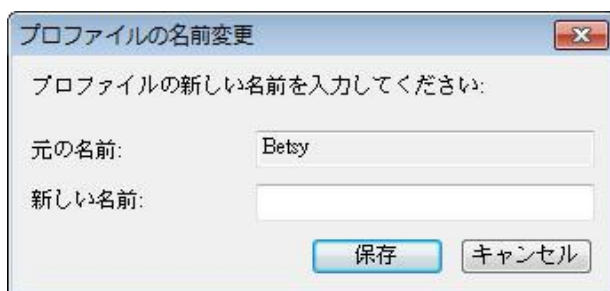 プロファイルの名前変更
プロファイルの新しい名前を入力してください:
元の名前: Betsy
新しい名前:
保存 キャンセル